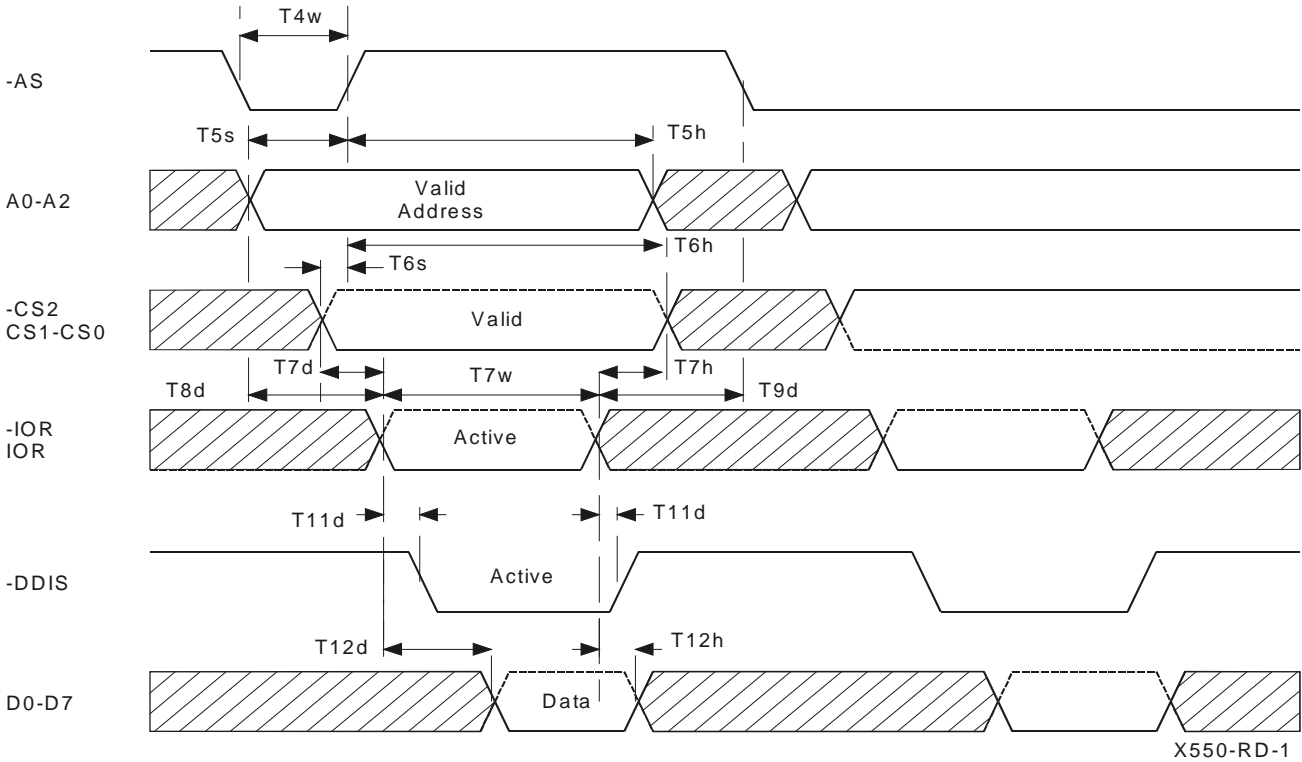 T4w
-AS
T5s
T5h
A0-A2
Valid
Address
T6h
T6s
-CS2
CS1-CS0
Valid
T7d
T7w
T7h
T8d
T9d
-IOR
IOR
Active
T11d
T11d
-DDIS
Active
T12d
T12h
D0-D7
Data
X550-RD-1